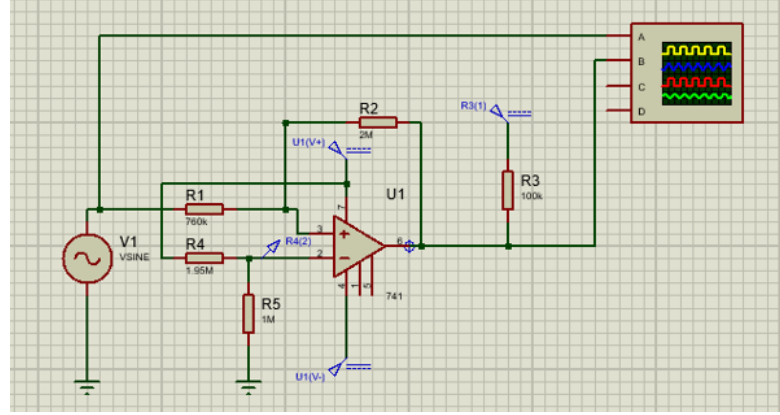 A
B
C
D
R2
2M
R3(1)
U1(V+)
R3
100k
U1
R1
760k
7
3
+
6
V1
VSINE
R4
1.95M
R4(2)
2
−
4
1
5
741
R5
1M
U1(V-)